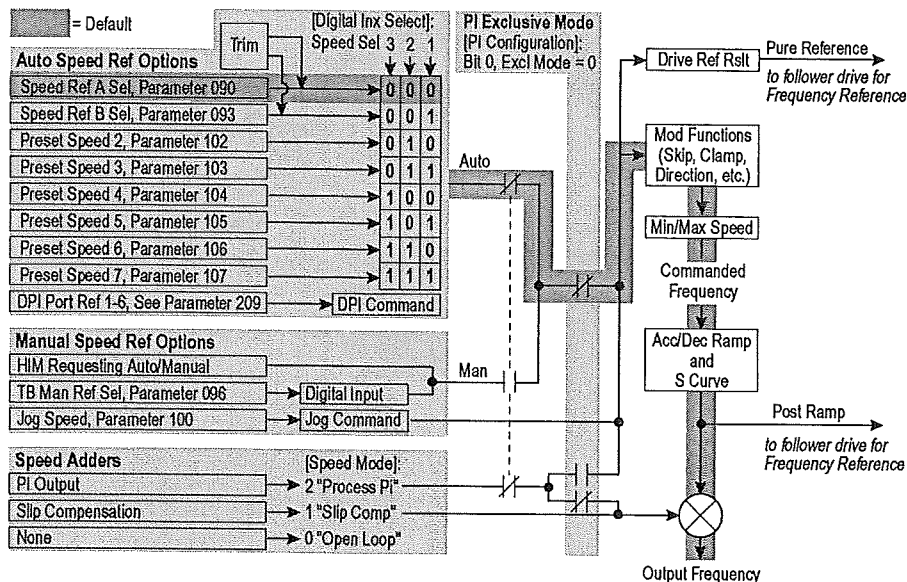 = Default
[Digital Inx Select]:
Speed Sel 3 2 1
Trim
PI Exclusive Mode
[PI Configuration]:
Bit 0, Excl Mode = 0
Auto Speed Ref Options
Speed Ref A Sel, Parameter 090 0 0 0
Speed Ref B Sel, Parameter 093 0 0 1
Preset Speed 2, Parameter 102 0 1 0
Preset Speed 3, Parameter 103 0 1 1
Preset Speed 4, Parameter 104 1 0 0
Preset Speed 5, Parameter 105 1 0 1
Preset Speed 6, Parameter 106 1 1 0
Preset Speed 7, Parameter 107 1 1 1
DPI Port Ref 1-6, See Parameter 209 DPI Command
Auto
Drive Ref Rslt
Pure Reference
to follower drive for
Frequency Reference
Mod Functions
(Skip, Clamp,
Direction, etc.)
Min/Max Speed
Commanded
Frequency
Acc/Dec Ramp
and
S Curve
Post Ramp
to follower drive for
Frequency Reference
Manual Speed Ref Options
HIM Requesting Auto/Manual
TB Man Ref Sel, Parameter 096 Digital Input
Jog Speed, Parameter 100 Jog Command
Man
Speed Adders
[Speed Mode]:
PI Output 2 "Process Pi"
Slip Compensation 1 "Slip Comp"
None 0 "Open Loop"
Output Frequency